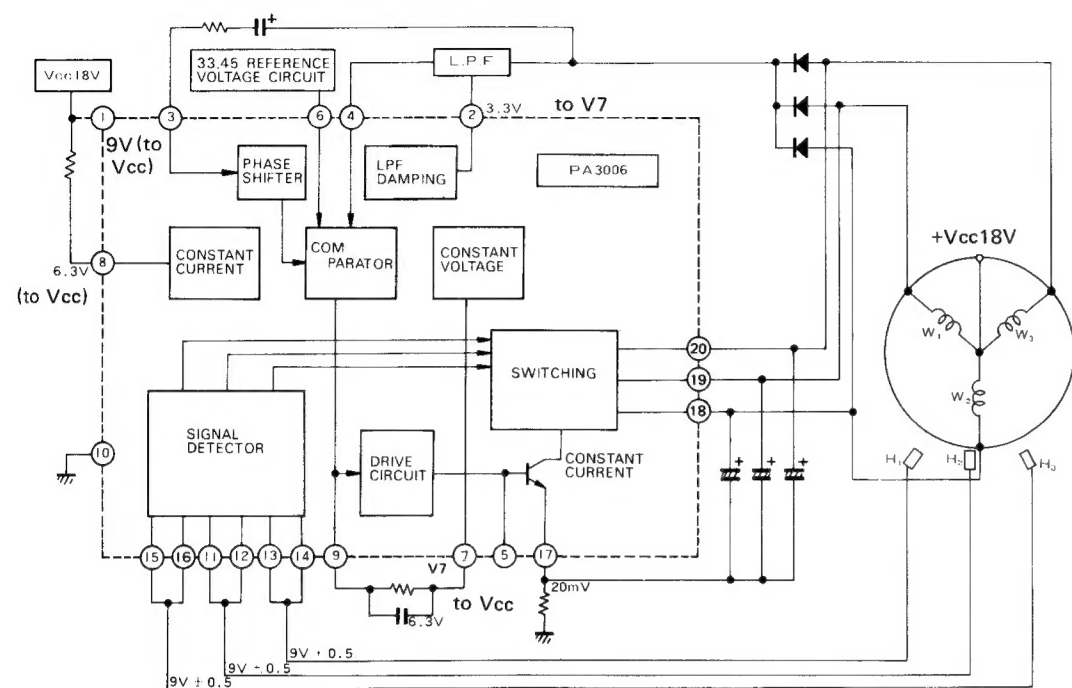 Vcc18V
33,45 REFERENCE
VOLTAGE CIRCUIT
L.P.F
1
3
6
4
2
3.3V
to V7
9V (to
Vcc)
PHASE
SHIFTER
LPF
DAMPING
PA3006
8
6.3V
(to Vcc)
CONSTANT
CURRENT
COM
PARATOR
CONSTANT
VOLTAGE
+Vcc18V
W1
W3
W2
20
19
18
SWITCHING
SIGNAL
DETECTOR
10
DRIVE
CIRCUIT
CONSTANT
CURRENT
H1
H2
H3
15
16
11
12
13
14
9
7
5
17
V7
to Vcc
6.3V
20mV
9V ÷ 0.5
9V ÷ 0.5
9V ± 0.5